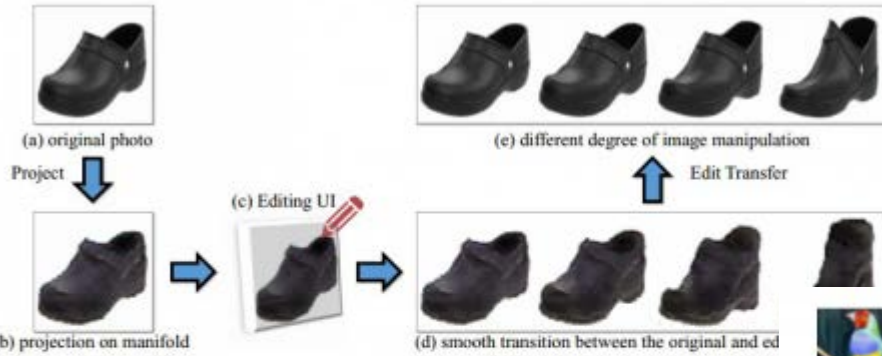 (a) original photo
Project
(c) Editing UI
(e) different degree of image manipulation
Edit Transfer
b) projection on manifold
(d) smooth transition between the original and ed